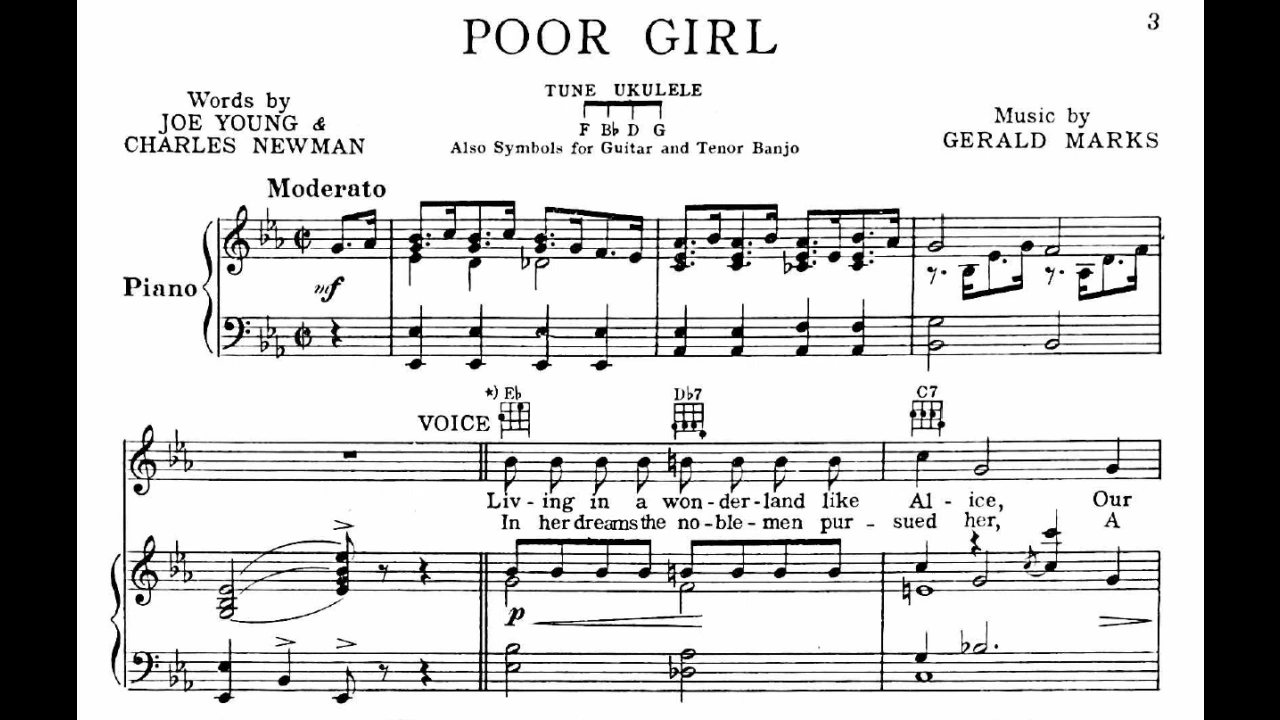 3
POOR GIRL
TUNE UKULELE
F B♭ D G
Also Symbols for Guitar and Tenor Banjo
Words by
JOE YOUNG &
CHARLES NEWMAN
Music by
GERALD MARKS
Moderato
Piano
mf
*) E♭ D♭7 C7
VOICE
Liv - ing in a won - der - land like Al - ice, Our
In her dreams the no - ble - men pur - sued her, A
p